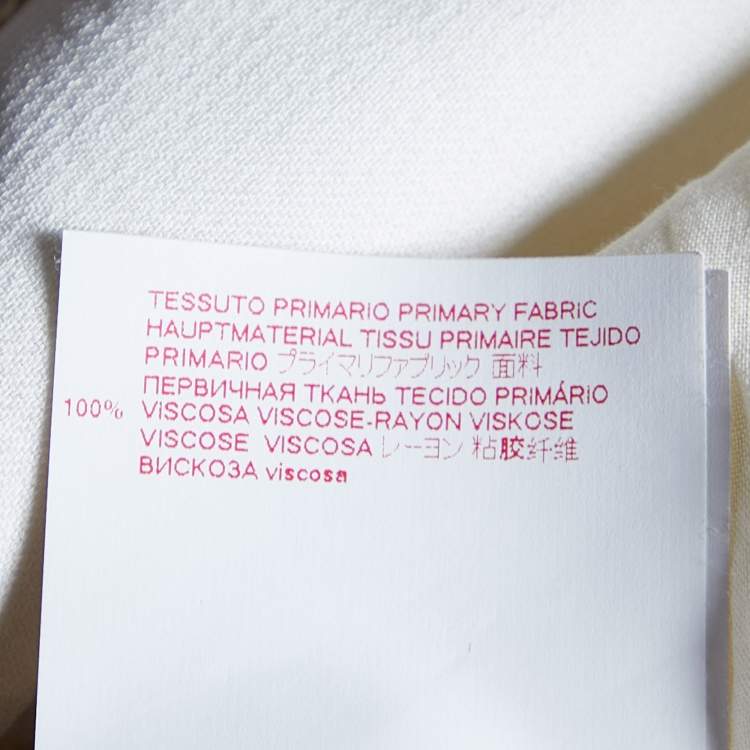 TESSUTO PRIMARIO PRIMARY FABRIC
HAUPTMATERIAL TISSU PRIMAIRE TEJIDO
PRIMARIO プライマリファブリック 面料
ПЕРВИЧНАЯ ТКАНЬ TECIDO PRIMÁRIO
100% VISCOSA VISCOSE-RAYON VISKOSE
VISCOSE VISCOSA レーヨン 粘胶纤维
ВИСКОЗА viscosa